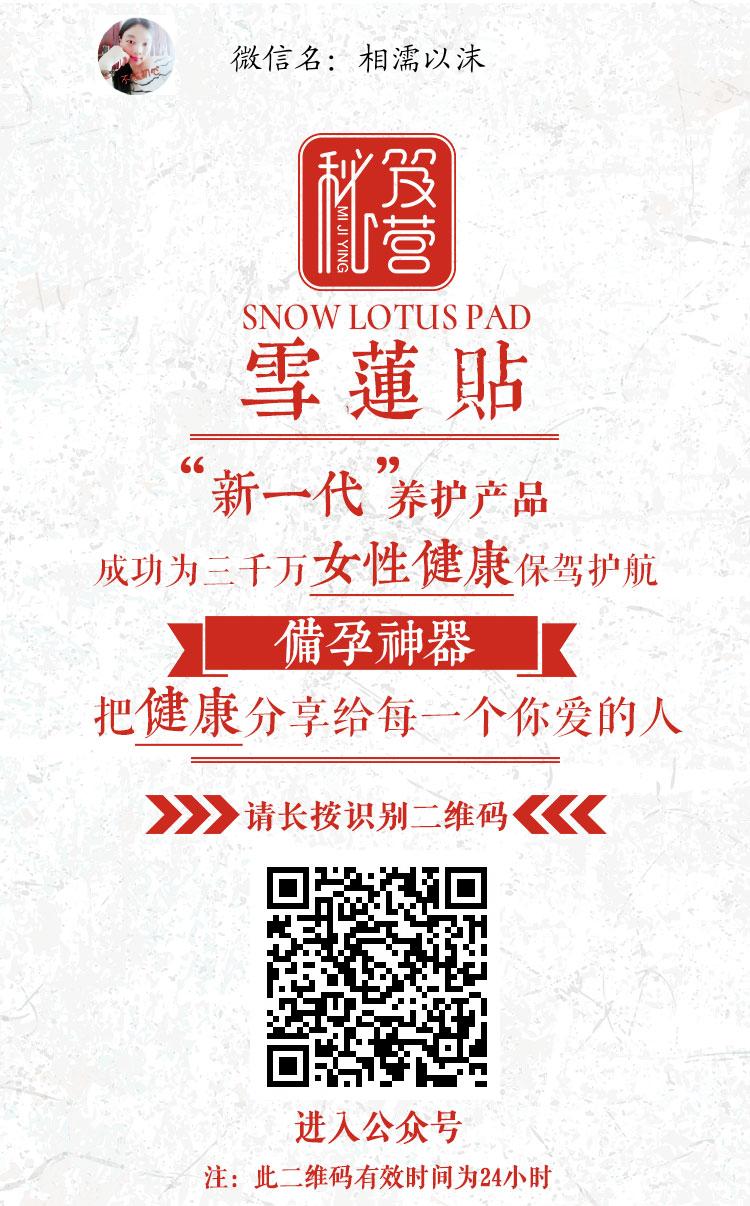 微信名：相濡以沫
秘笈营
MI JI YING
SNOW LOTUS PAD
雪蓮貼
“新一代”养护产品
成功为三千万女性健康保驾护航
備孕神器
把健康分享给每一个你爱的人
请长按识别二维码
进入公众号
注：此二维码有效时间为24小时